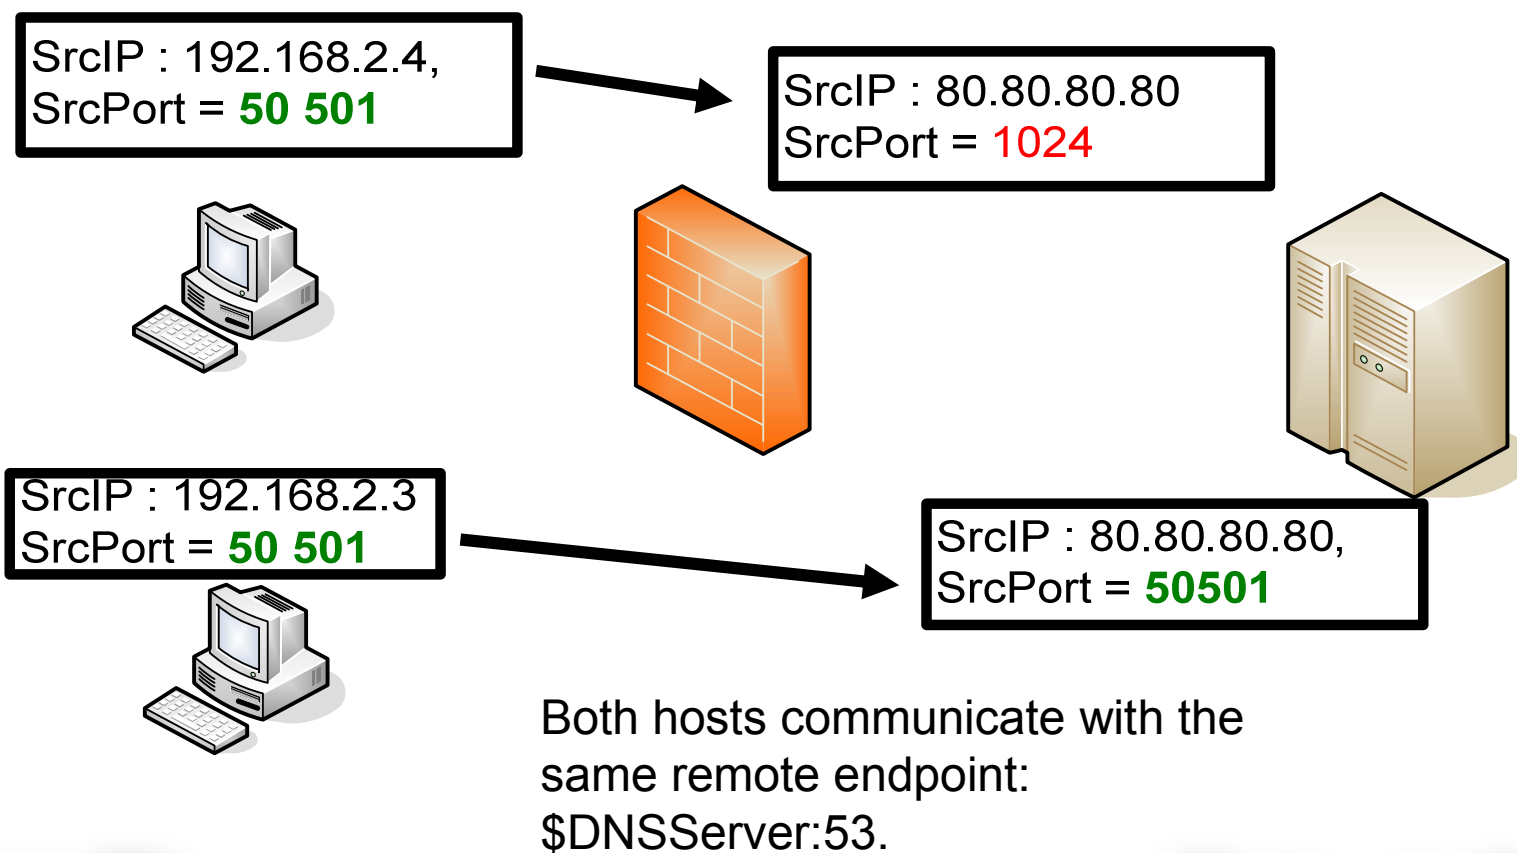 SrcIP : 192.168.2.4,
SrcPort = 50 501
SrcIP : 80.80.80.80
SrcPort = 1024
SrcIP : 192.168.2.3
SrcPort = 50 501
SrcIP : 80.80.80.80,
SrcPort = 50501
Both hosts communicate with the
same remote endpoint:
$DNSServer:53.